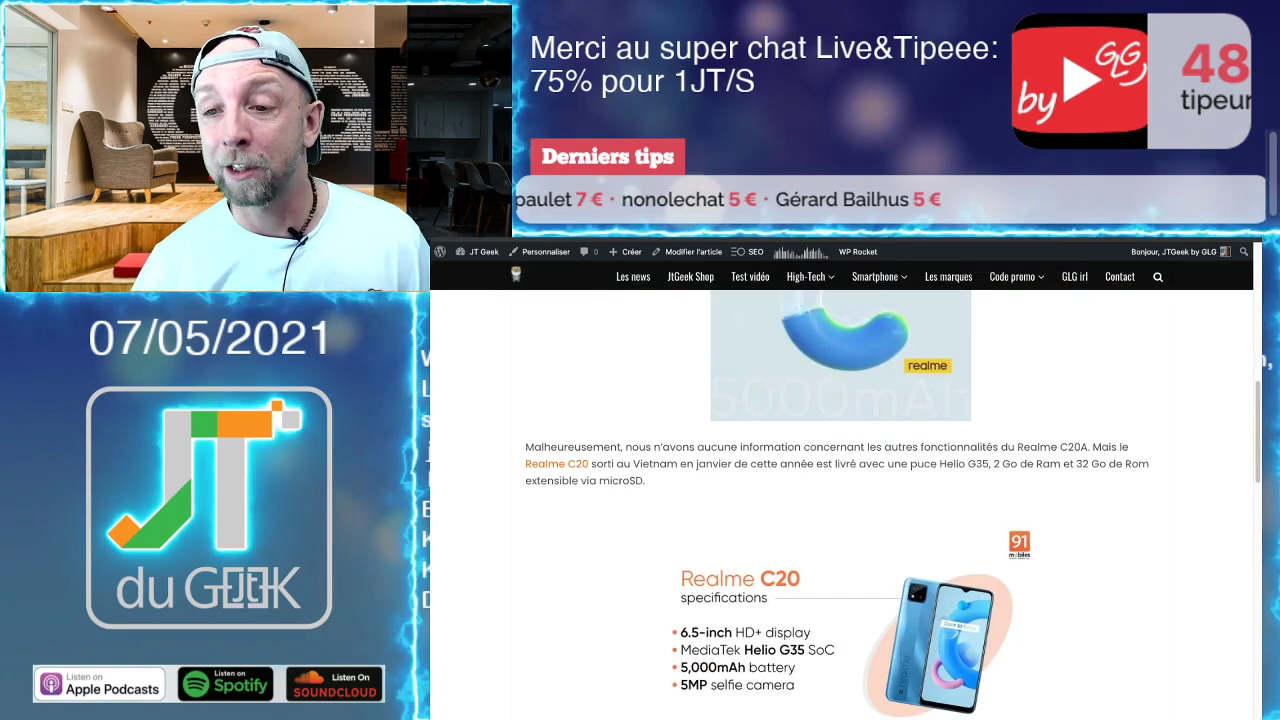 Merci au super chat Live&Tipeee:
75% pour 1JT/S
by
GLG
48
tipeur
Derniers tips
paulet 7 € · nonolechat 5 € · Gérard Bailhus 5 €
JT Geek Personnaliser 0 Créer Modifier l'article SEO WP Rocket Bonjour, JTGeek by GLG
Les news JtGeek Shop Test vidéo High-Tech Smartphone Les marques Code promo GLG irl Contact
07/05/2021
JT
du GEEK
Listen on
Apple Podcasts
Listen on
Spotify
Listen On
SOUNDCLOUD
realme
5000mAh
Malheureusement, nous n'avons aucune information concernant les autres fonctionnalités du Realme C20A. Mais le
Realme C20 sorti au Vietnam en janvier de cette année est livré avec une puce Helio G35, 2 Go de Ram et 32 Go de Rom
extensible via microSD.
91
mobiles
Realme C20
specifications
• 6.5-inch HD+ display
• MediaTek Helio G35 SoC
• 5,000mAh battery
• 5MP selfie camera
realme